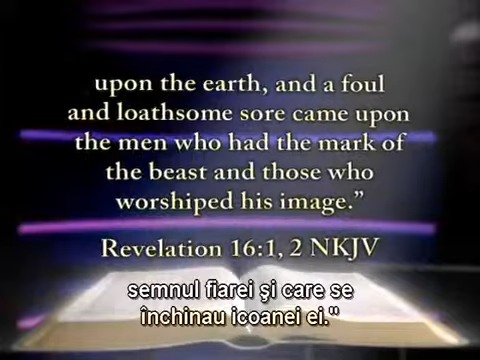 upon the earth, and a foul
and loathsome sore came upon
the men who had the mark of
the beast and those who
worshiped his image.”
Revelation 16:1, 2 NKJV
semnul fiarei şi care se
închinau icoanei ei."